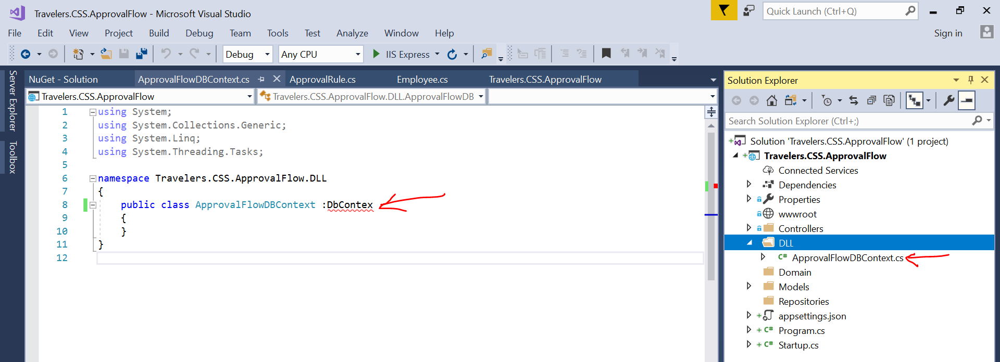 Travelers.CSS.ApprovalFlow - Microsoft Visual Studio
Quick Launch (Ctrl+Q)
File Edit View Project Build Debug Team Tools Test Analyze Window Help
Sign in
Debug Any CPU IIS Express
Server Explorer
Toolbox
NuGet - Solution ApprovalFlowDBContext.cs ApprovalRule.cs Employee.cs Travelers.CSS.ApprovalFlow
Travelers.CSS.ApprovalFlow Travelers.CSS.ApprovalFlow.DLL.ApprovalFlowDB
1 using System;
2 using System.Collections.Generic;
3 using System.Linq;
4 using System.Threading.Tasks;
5
6 namespace Travelers.CSS.ApprovalFlow.DLL
7 {
8 public class ApprovalFlowDBContext :DbContex
9 {
10 }
11 }
12
Solution Explorer
Search Solution Explorer (Ctrl+;)
Solution 'Travelers.CSS.ApprovalFlow' (1 project)
Travelers.CSS.ApprovalFlow
Connected Services
Dependencies
Properties
wwwroot
Controllers
DLL
C# ApprovalFlowDBContext.cs
Domain
Models
Repositories
appsettings.json
C# Program.cs
C# Startup.cs